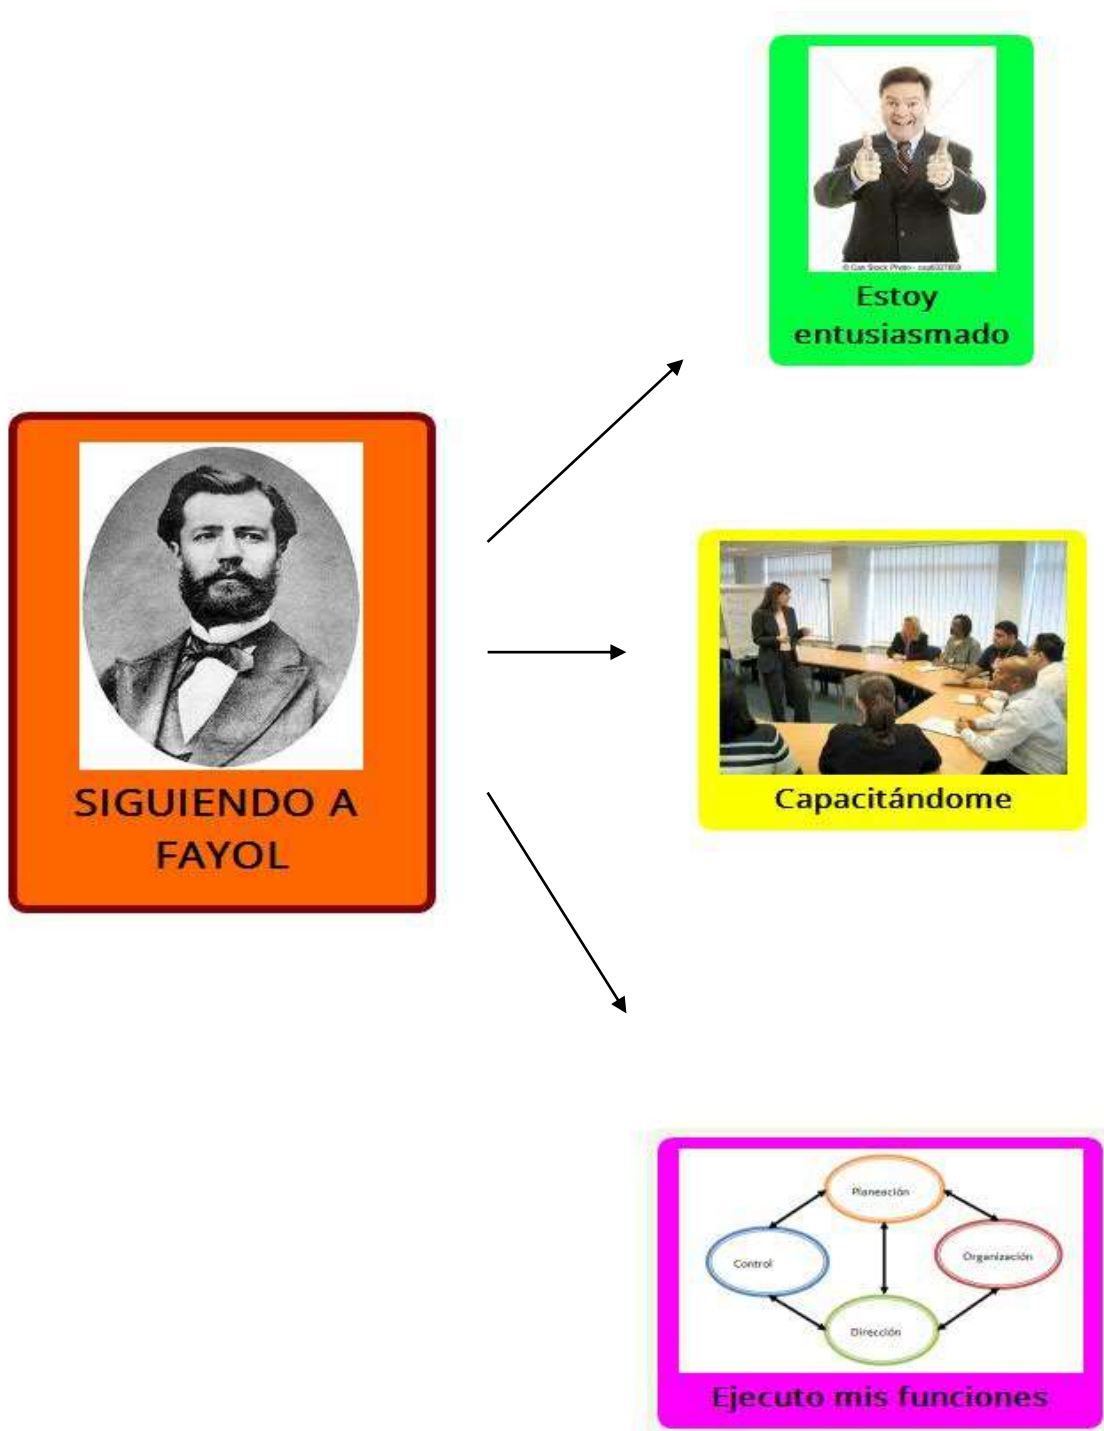 Estoy
entusiasmado
SIGUIENDO A
FAYOL
Capacitándome
Planeación
Control
Organización
Dirección
Ejecuto mis funciones